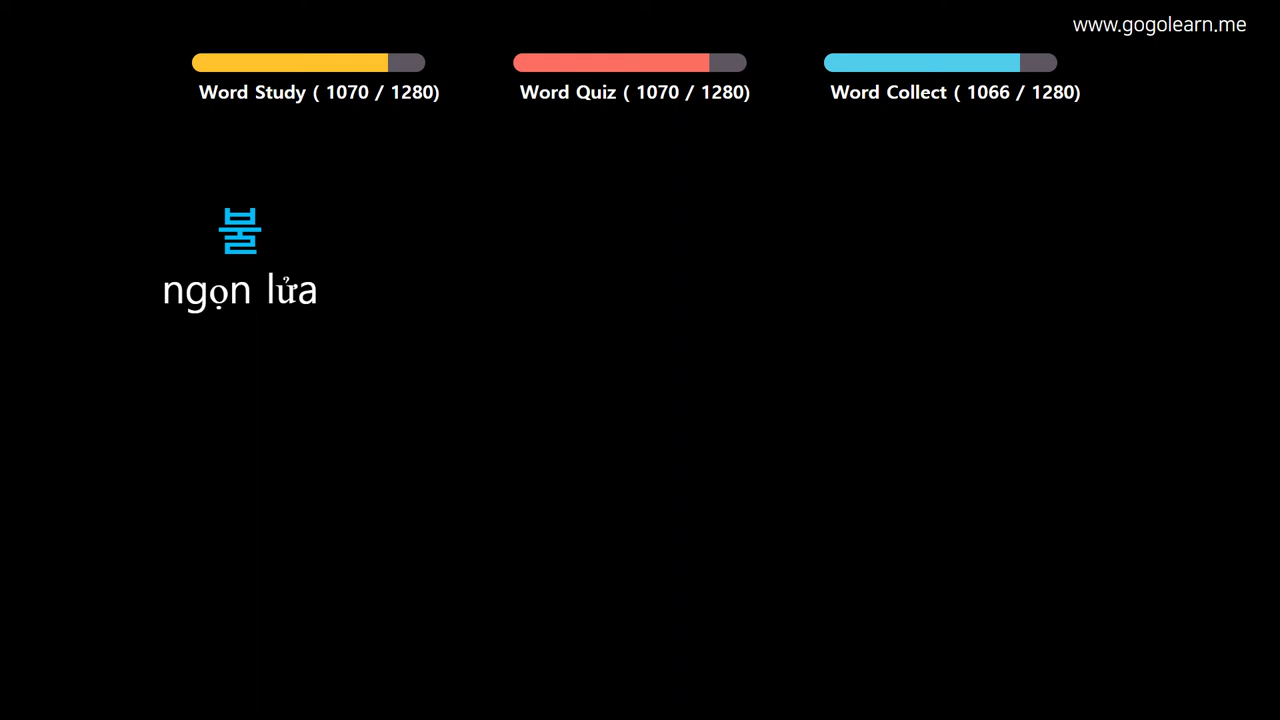 www.gogolearn.me
Word Study ( 1070 / 1280)
Word Quiz ( 1070 / 1280)
Word Collect ( 1066 / 1280)
불
ngọn lửa